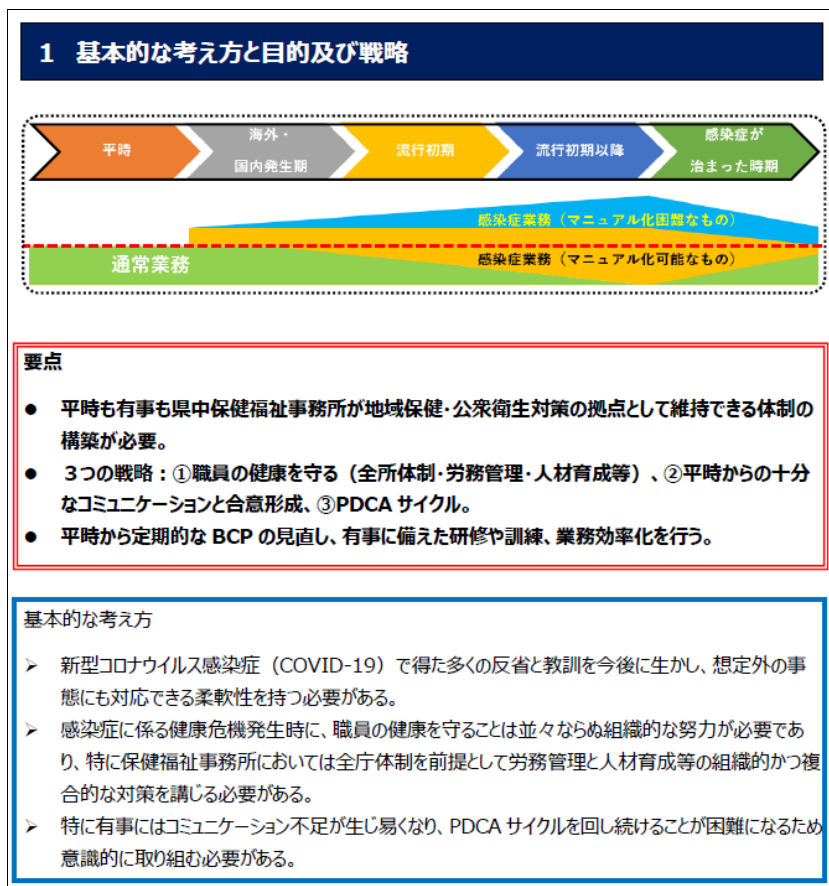 1 基本的な考え方と目的及び戦略
平時
海外・
国内発生期
流行初期
流行初期以降
感染症が
治まった時期
感染症業務（マニュアル化困難なもの）
通常業務
感染症業務（マニュアル化可能なもの）
要点
● 平時も有事も県中保健福祉事務所が地域保健・公衆衛生対策の拠点として維持できる体制の
構築が必要。
● ３つの戦略：①職員の健康を守る（全所体制・労務管理・人材育成等）、②平時からの十分
なコミュニケーションと合意形成、③PDCA サイクル。
● 平時から定期的な BCP の見直し、有事に備えた研修や訓練、業務効率化を行う。
基本的な考え方
➢ 新型コロナウイルス感染症（COVID-19）で得た多くの反省と教訓を今後に生かし、想定外の事
態にも対応できる柔軟性を持つ必要がある。
➢ 感染症に係る健康危機発生時に、職員の健康を守ることは並々ならぬ組織的な努力が必要であ
り、特に保健福祉事務所においては全庁体制を前提として労務管理と人材育成等の組織的かつ複
合的な対策を講じる必要がある。
➢ 特に有事にはコミュニケーション不足が生じ易くなり、PDCA サイクルを回し続けることが困難になるため
意識的に取り組む必要がある。